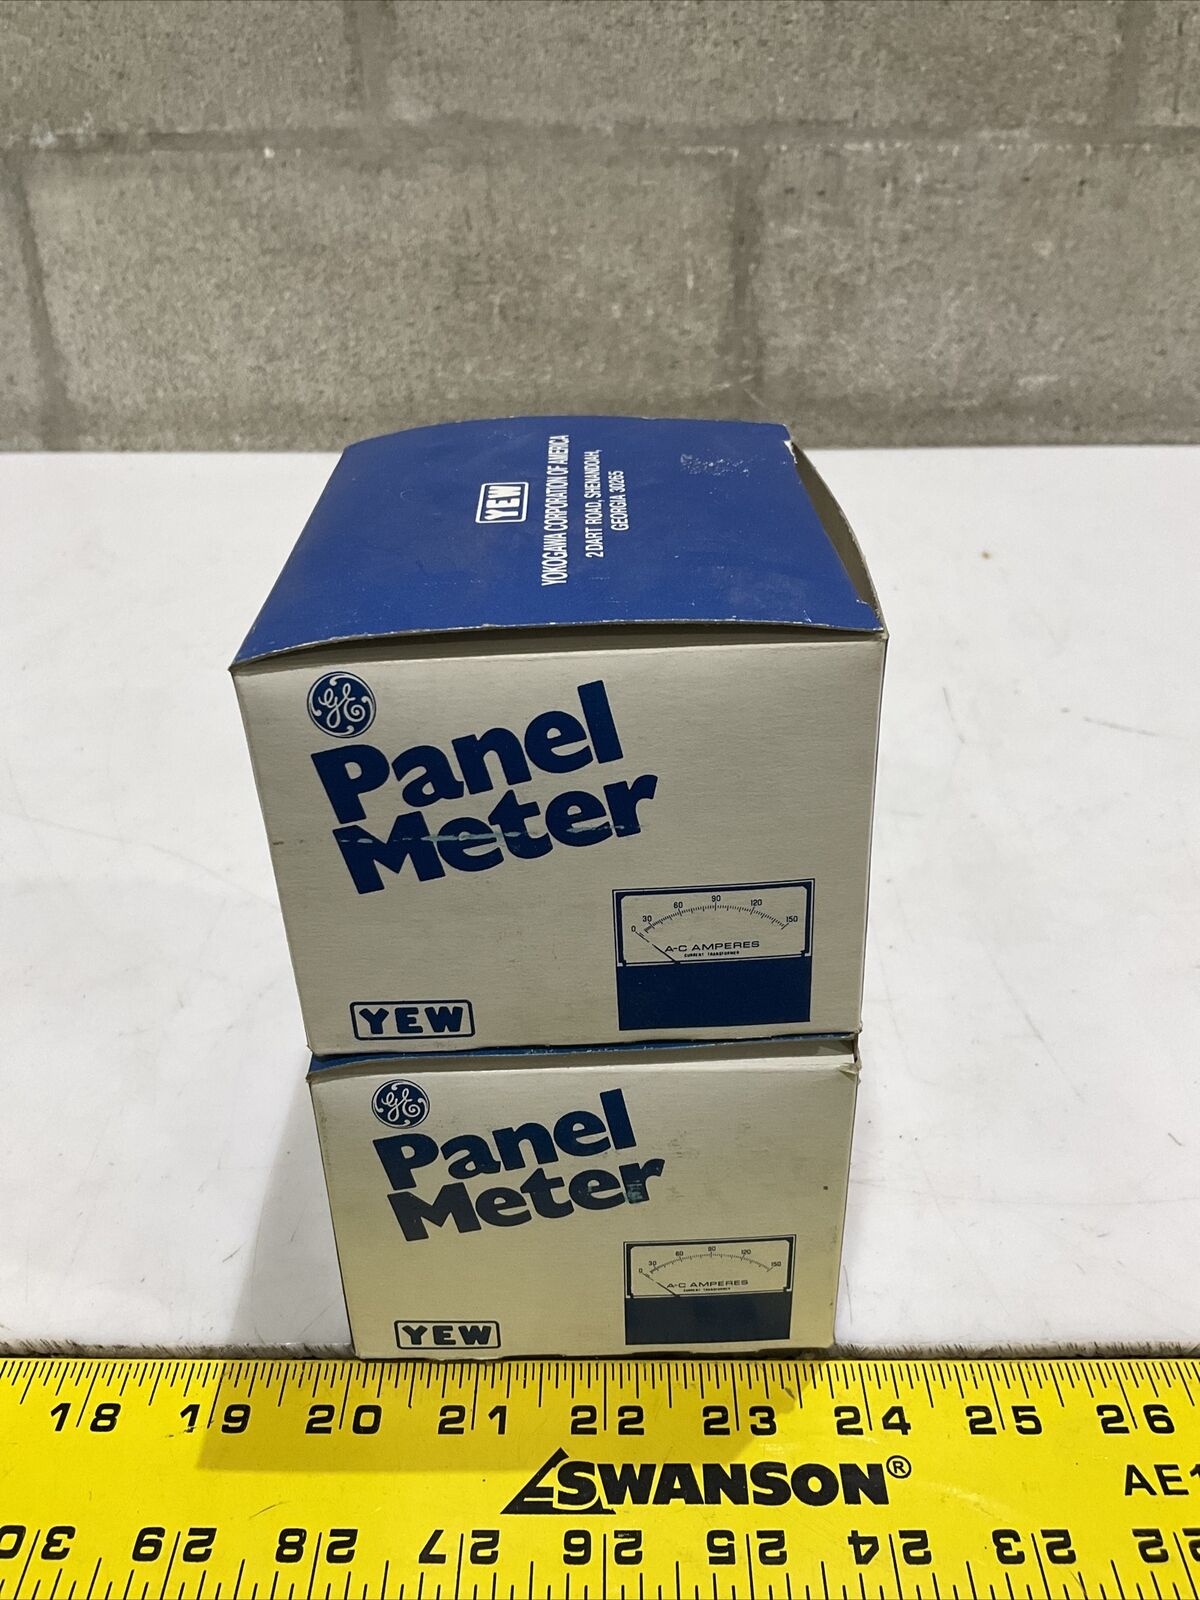 YEW
YOKOGAWA CORPORATION OF AMERICA
2 DART ROAD, SHENANDOAH,
GEORGIA 30265
GE
Panel
Meter
0 30 60 90 120 150
A-C AMPERES
CURRENT TRANSFORMER
YEW
GE
Panel
Meter
0 30 60 90 120 150
A-C AMPERES
CURRENT TRANSFORMER
YEW
18 19 20 21 22 23 24 25 26
SWANSON® AE1
30 29 28 27 26 25 24 23 22